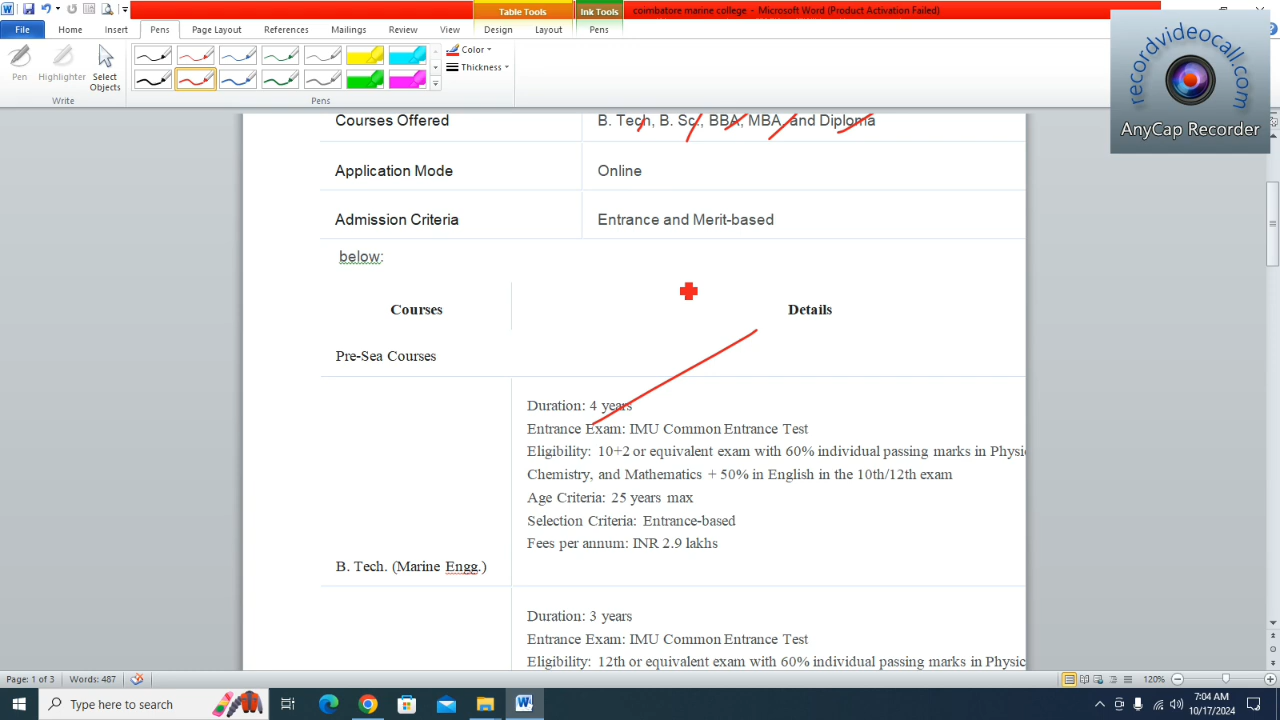 Table Tools
Ink Tools
coimbatore marine college - Microsoft Word (Product Activation Failed)
File
Home
Insert
Pens
Page Layout
References
Mailings
Review
View
Design
Layout
Pens
Pen
Highlighter
Select Objects
Color
Thickness
Write
Pens
recordvideocall.com
AnyCap Recorder
Courses Offered
B. Tech, B. Sc., BBA, MBA, and Diploma
Application Mode
Online
Admission Criteria
Entrance and Merit-based
below:
Courses
Details
Pre-Sea Courses
Duration: 4 years
Entrance Exam: IMU Common Entrance Test
Eligibility: 10+2 or equivalent exam with 60% individual passing marks in Physic
Chemistry, and Mathematics + 50% in English in the 10th/12th exam
Age Criteria: 25 years max
Selection Criteria: Entrance-based
Fees per annum: INR 2.9 lakhs
B. Tech. (Marine Engg.)
Duration: 3 years
Entrance Exam: IMU Common Entrance Test
Eligibility: 12th or equivalent exam with 60% individual passing marks in Physic
Page: 1 of 3
Words: 487
120%
Type here to search
7:04 AM
10/17/2024